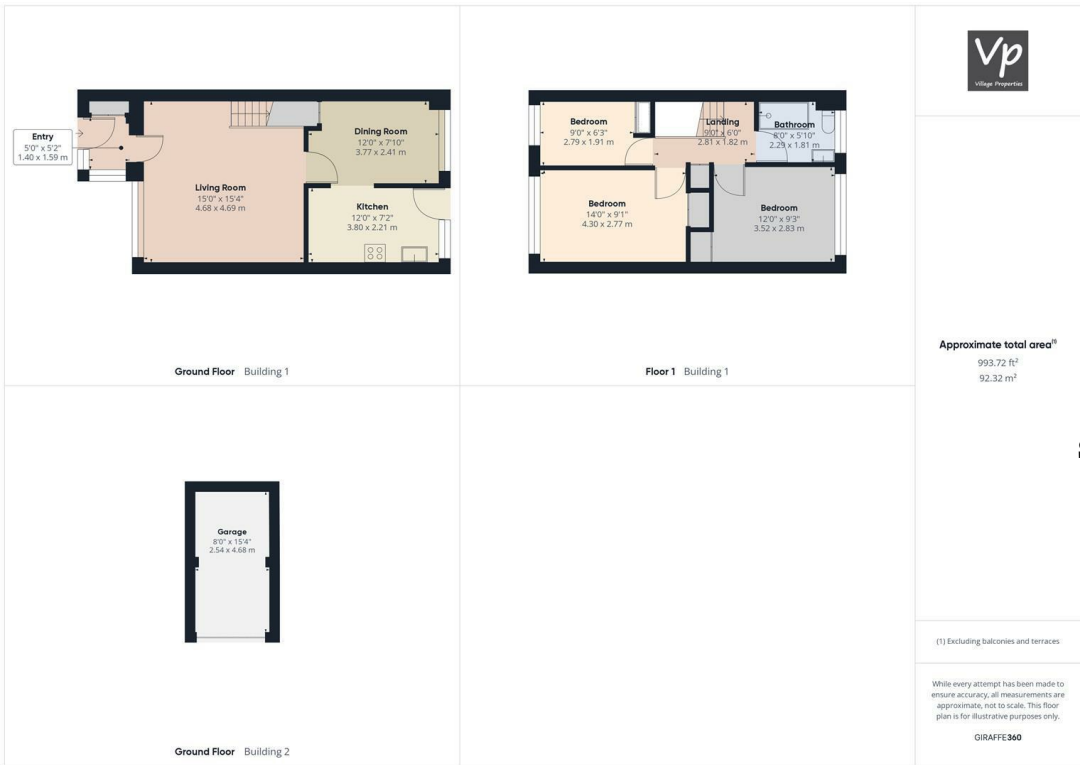 Entry
5'0" x 5'2"
1.40 x 1.59 m
Living Room
15'0" x 15'4"
4.68 x 4.69 m
Dining Room
12'0" x 7'10"
3.77 x 2.41 m
Kitchen
12'0" x 7'2"
3.80 x 2.21 m
Ground Floor Building 1
Bedroom
9'0" x 6'3"
2.79 x 1.91 m
Landing
9'0" x 6'0"
2.81 x 1.82 m
Bathroom
8'0" x 5'10"
2.29 x 1.81 m
Bedroom
14'0" x 9'1"
4.30 x 2.77 m
Bedroom
12'0" x 9'3"
3.52 x 2.83 m
Floor 1 Building 1
Garage
8'0" x 15'4"
2.54 x 4.68 m
Ground Floor Building 2
Vp
Village Properties
Approximate total area(1)
993.72 ft²
92.32 m²
(1) Excluding balconies and terraces
While every attempt has been made to
ensure accuracy, all measurements are
approximate, not to scale. This floor
plan is for illustrative purposes only.
GIRAFFE360